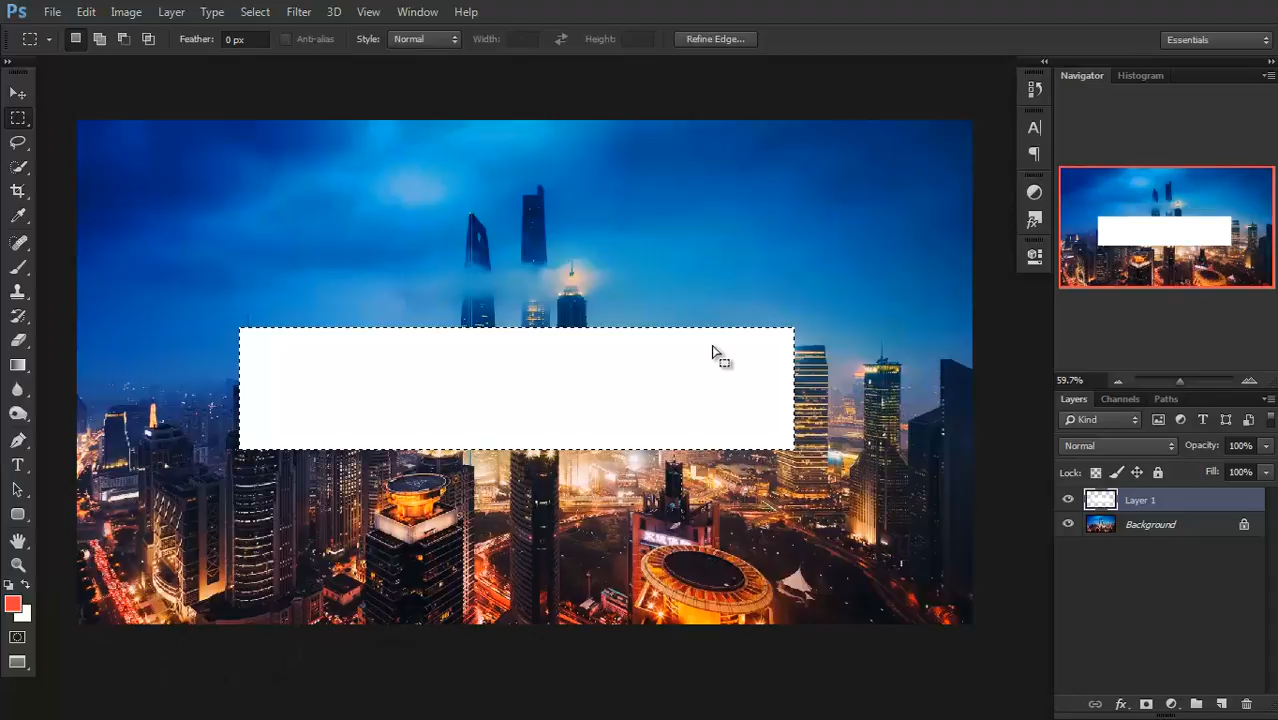 Ps File Edit Image Layer Type Select Filter 3D View Window Help
Feather: 0 px Anti-alias Style: Normal Width: Height: Refine Edge... Essentials
Navigator Histogram
59.7%
Layers Channels Paths
Kind
Normal Opacity: 100%
Lock: Fill: 100%
Layer 1
Background